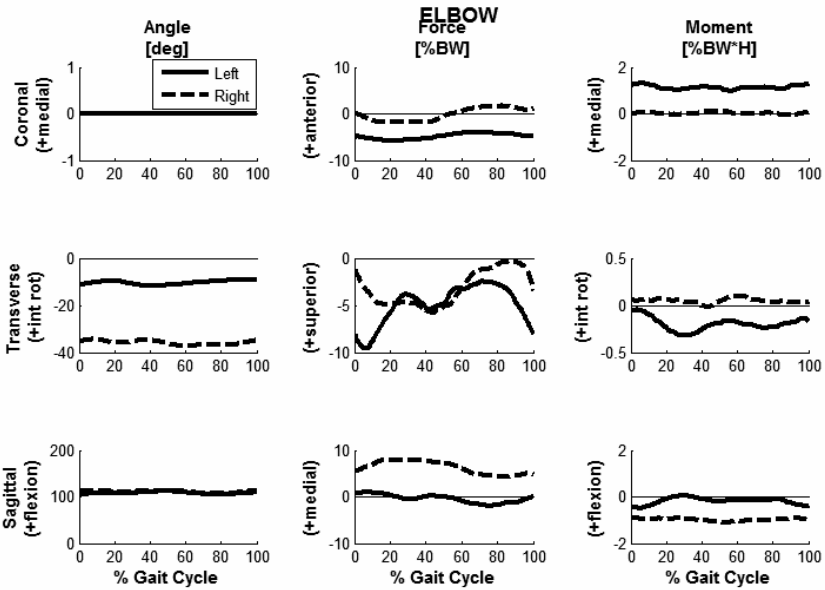 ELBOW
Angle
[deg]
Force
[%BW]
Moment
[%BW*H]
Coronal
(+medial)
1
0
-1
0 20 40 60 80 100
Left
Right
(+anterior)
10
0
-10
0 20 40 60 80 100
(+medial)
2
0
-2
0 20 40 60 80 100
Transverse
(+int rot)
0
-20
-40
0 20 40 60 80 100
(+superior)
0
-5
-10
0 20 40 60 80 100
(+int rot)
0.5
0
-0.5
0 20 40 60 80 100
Sagittal
(+flexion)
200
100
0
0 20 40 60 80 100
% Gait Cycle
(+medial)
10
0
-10
0 20 40 60 80 100
% Gait Cycle
(+flexion)
2
0
-2
0 20 40 60 80 100
% Gait Cycle